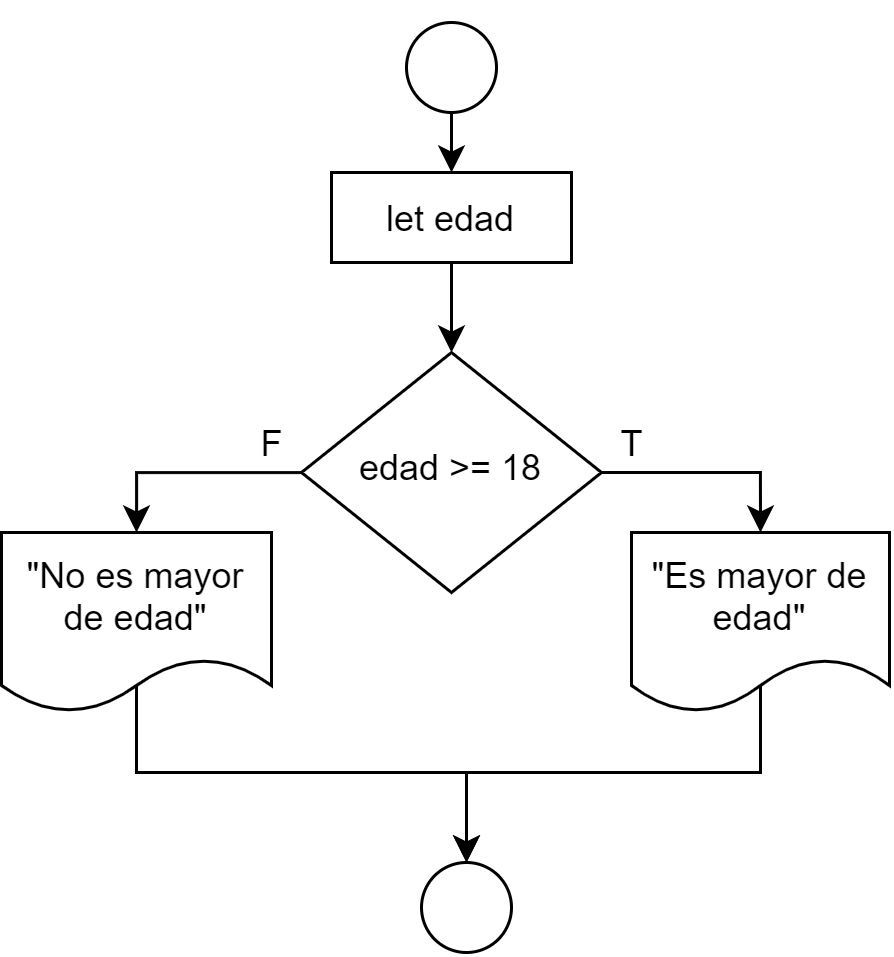 let edad
F
T
edad >= 18
"No es mayor
de edad"
"Es mayor de
edad"